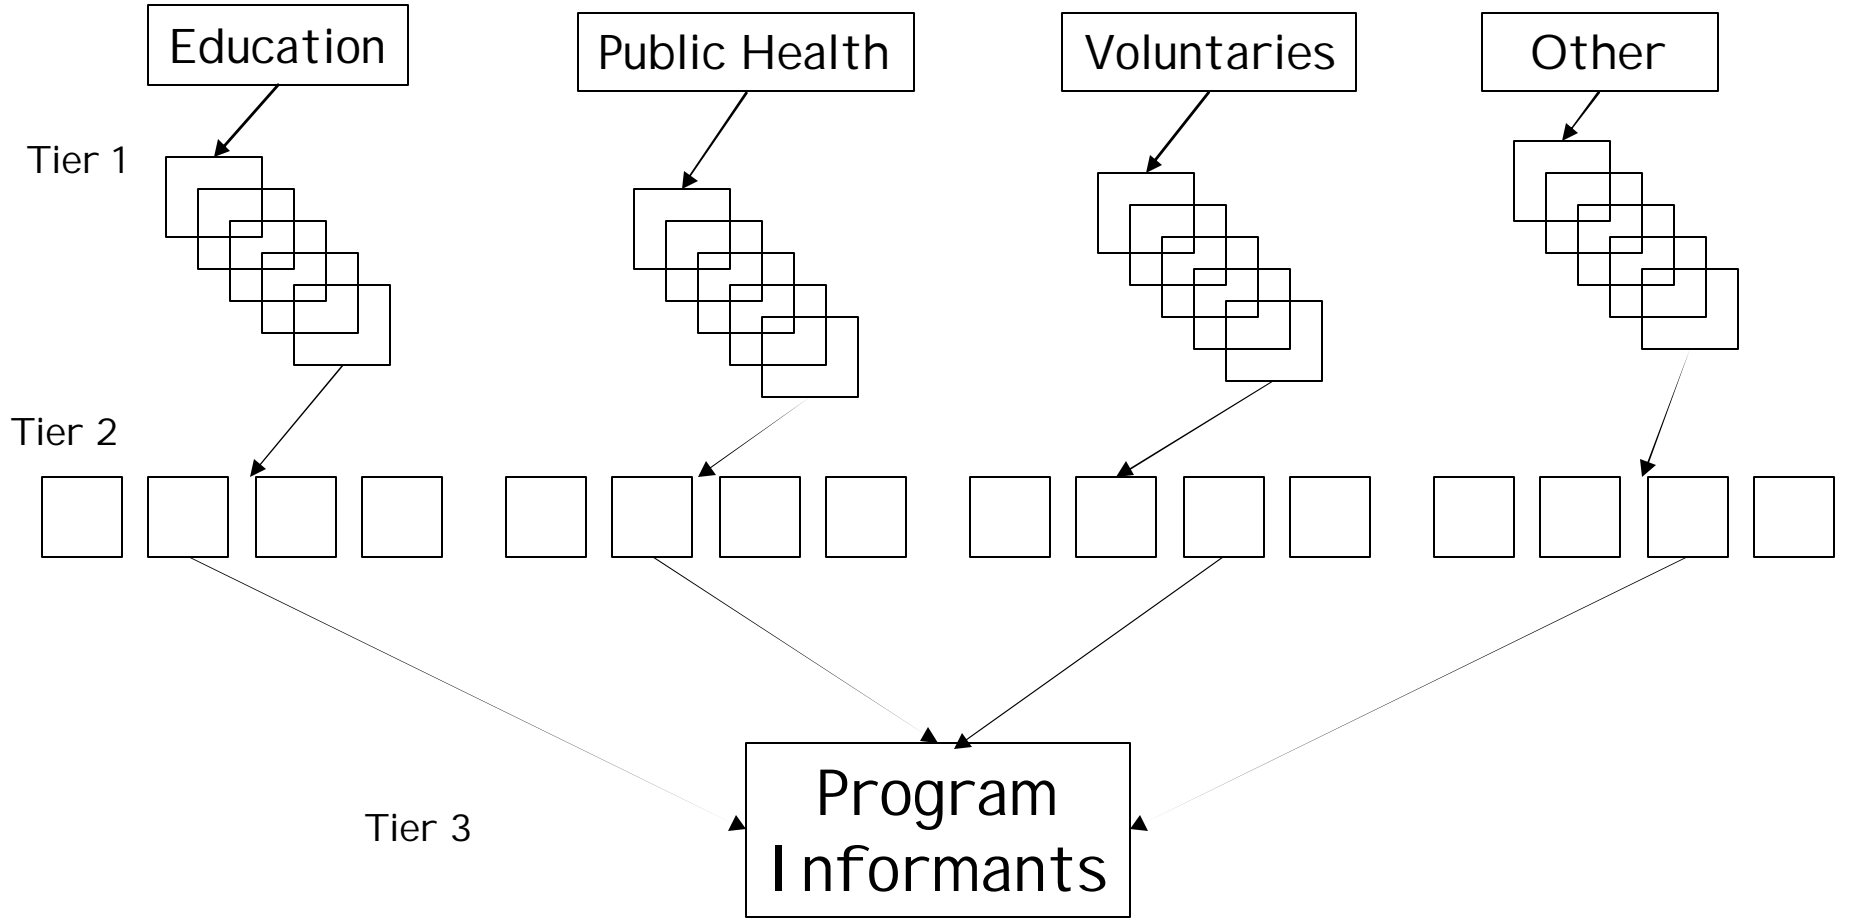 Education
Public Health
Voluntaries
Other
Tier 1
Tier 2
Tier 3
Program
Informants